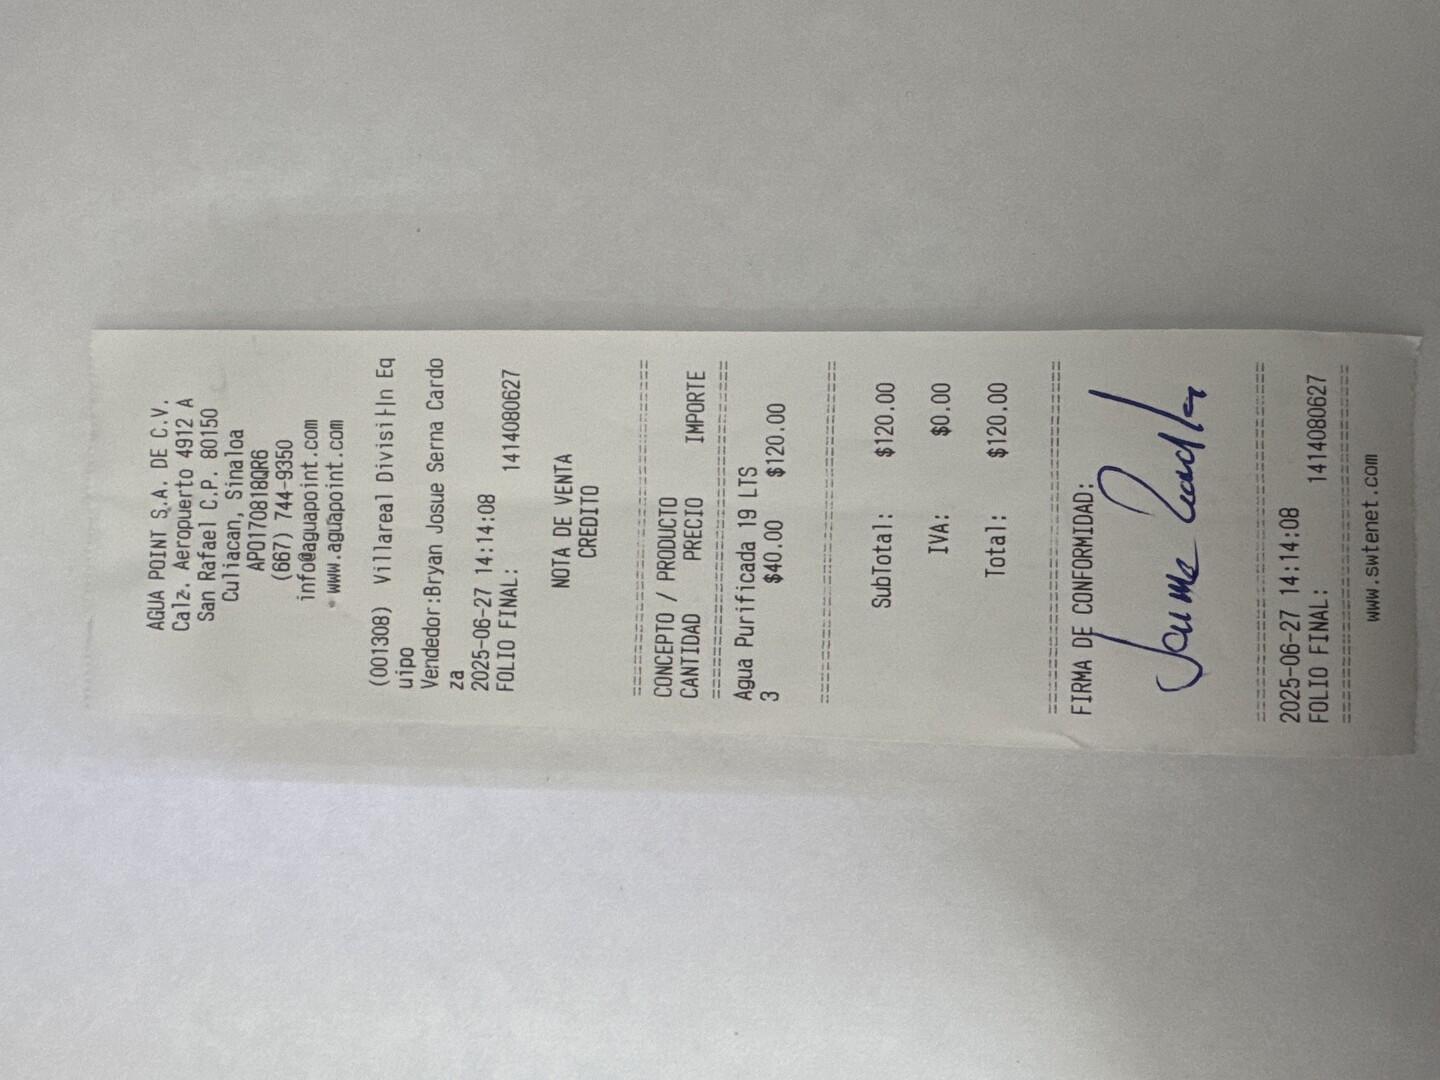 AGUA POINT S.A. DE C.V.
Calz. Aeropuerto 4912 A
San Rafael C.P. 80150
Culiacan, Sinaloa
APO170818QR6
(667) 744-9350
info@aguapoint.com
www.aguapoint.com
(001308) Villareal Divisi├ln Eq
uipo
Vendedor:Bryan Josue Serna Cardo
za
2025-06-27 14:14:08
FOLIO FINAL: 1414080627
NOTA DE VENTA
CREDITO
================================
CONCEPTO / PRODUCTO
CANTIDAD PRECIO IMPORTE
================================
Agua Purificada 19 LTS
3 $40.00 $120.00
================================
SubTotal: $120.00
IVA: $0.00
Total: $120.00
================================
FIRMA DE CONFORMIDAD:
================================
2025-06-27 14:14:08
FOLIO FINAL: 1414080627
================================
www.swtenet.com